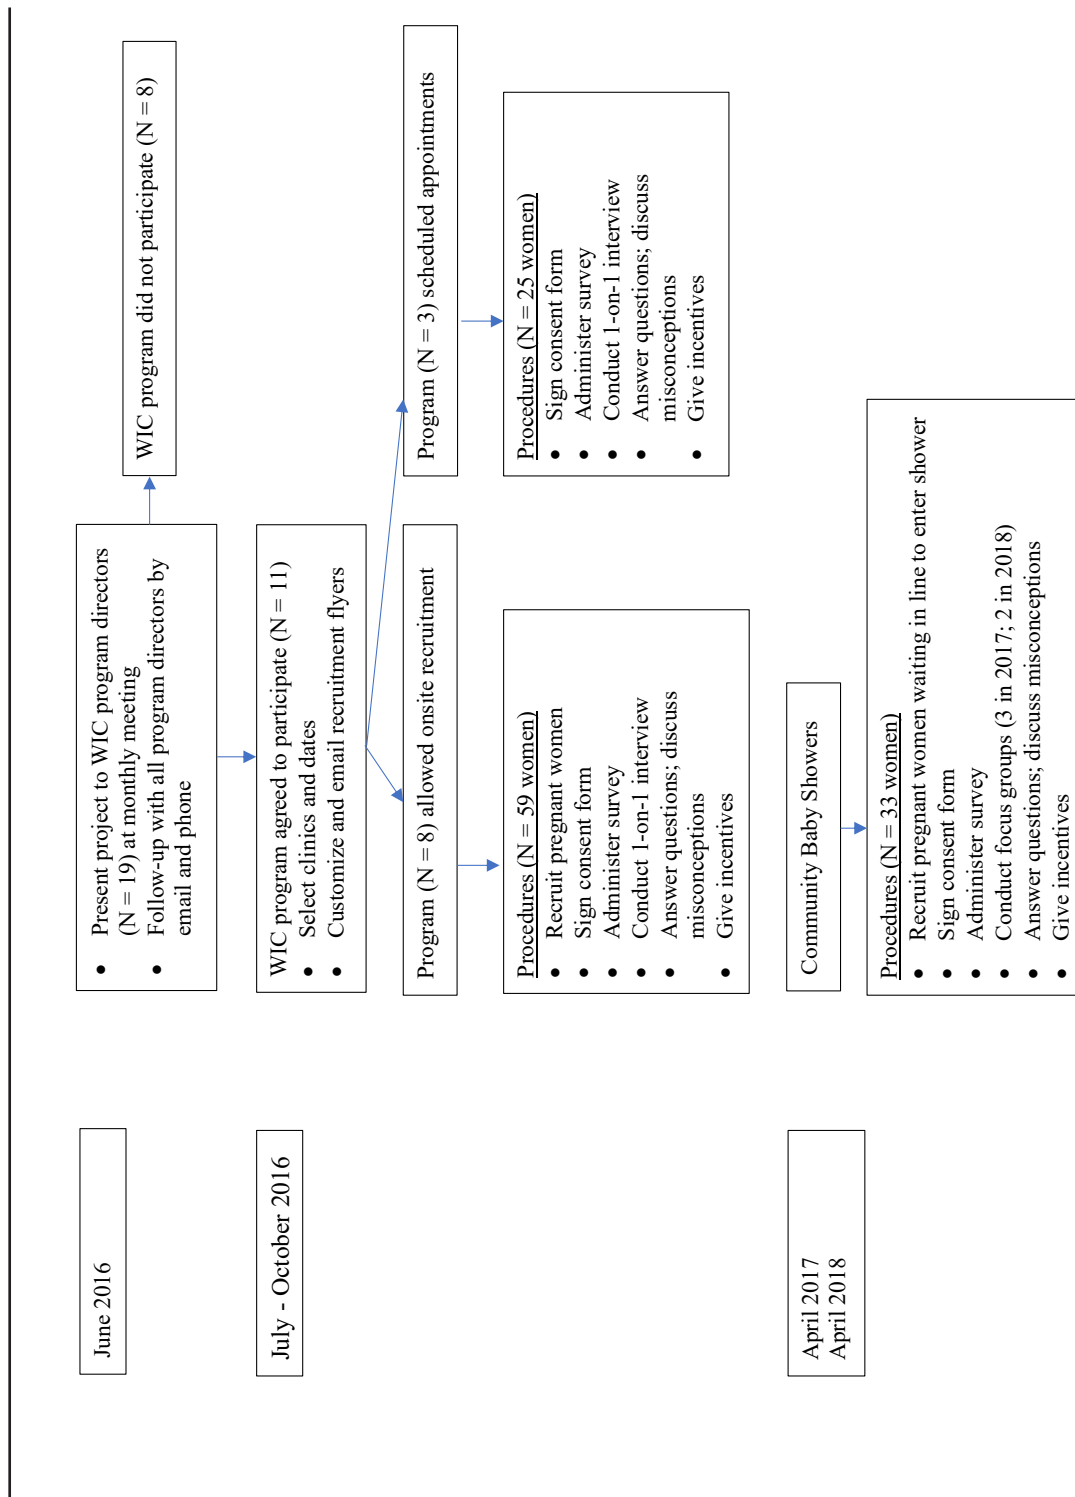 June 2016
● Present project to WIC program directors
(N = 19) at monthly meeting
● Follow-up with all program directors by
email and phone
WIC program did not participate (N = 8)
July - October 2016
WIC program agreed to participate (N = 11)
● Select clinics and dates
● Customize and email recruitment flyers
Program (N = 8) allowed onsite recruitment
Program (N = 3) scheduled appointments
Procedures (N = 59 women)
● Recruit pregnant women
● Sign consent form
● Administer survey
● Conduct 1-on-1 interview
● Answer questions; discuss
misconceptions
● Give incentives
Procedures (N = 25 women)
● Sign consent form
● Administer survey
● Conduct 1-on-1 interview
● Answer questions; discuss
misconceptions
● Give incentives
April 2017
April 2018
Community Baby Showers
Procedures (N = 33 women)
● Recruit pregnant women waiting in line to enter shower
● Sign consent form
● Administer survey
● Conduct focus groups (3 in 2017; 2 in 2018)
● Answer questions; discuss misconceptions
● Give incentives